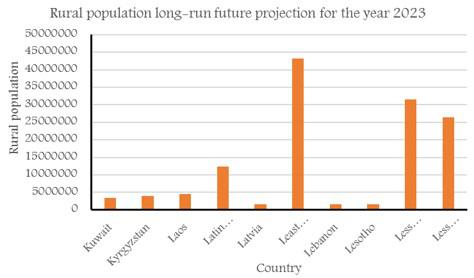 Rural population long-run future projection for the year 2023
50000000
45000000
40000000
35000000
30000000
25000000
20000000
15000000
10000000
5000000
0
Rural population
Kuwait
Kyrgyzstan
Laos
Latin...
Latvia
Least...
Lebanon
Lesotho
Less...
Less...
Country